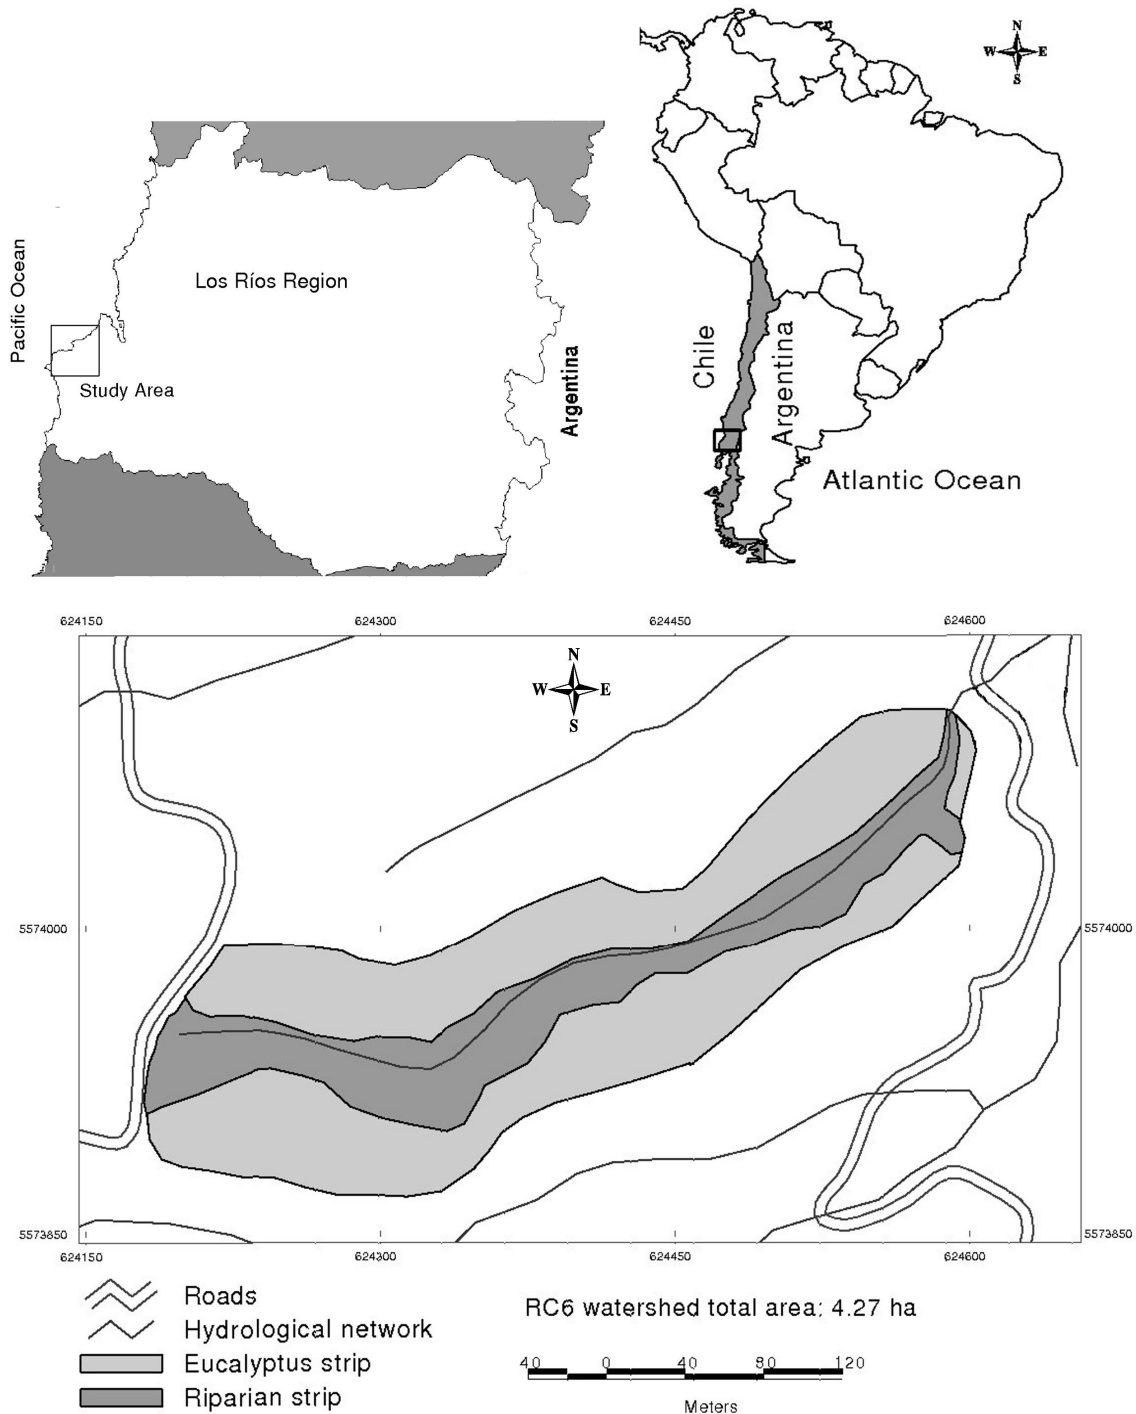 N
W E
S
Pacific Ocean
Los Ríos Region
Study Area
Argentina
Chile
Argentina
Atlantic Ocean
624150 624300 624450 624600
N
W E
S
5574000 5574000
5573650 5573650
624150 624300 624450 624600
Roads
Hydrological network
Eucalyptus strip
Riparian strip
RC6 watershed total area: 4.27 ha
40 0 40 80 120
Meters